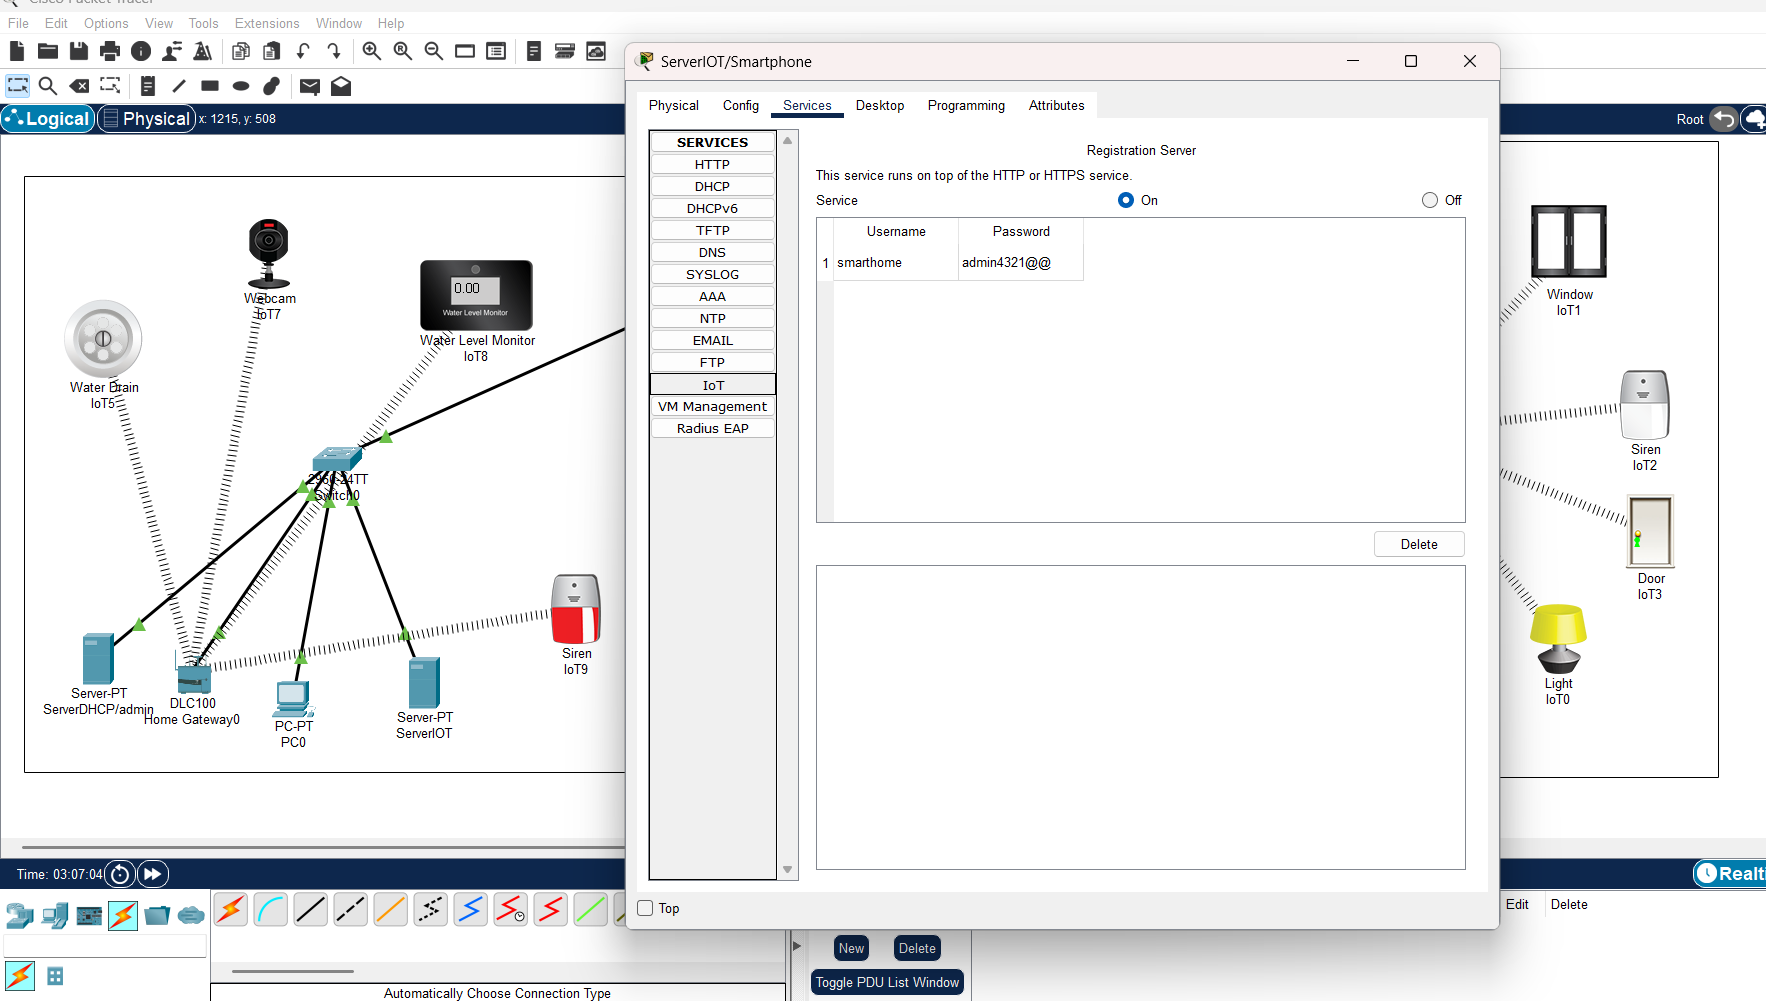 Cisco Packet Tracer
File Edit Options View Tools Extensions Window Help
Logical Physical x: 1215, y: 508
Root
Webcam
IoT7
0.00
Water Level Monitor
Water Level Monitor
IoT8
Water Drain
IoT5
2960-24TT
Switch0
Server-PT
ServerDHCP/admin
DLC100
Home Gateway0
PC-PT
PC0
Server-PT
ServerIOT
Siren
IoT9
ServerIOT/Smartphone
Physical Config Services Desktop Programming Attributes
SERVICES
HTTP
DHCP
DHCPv6
TFTP
DNS
SYSLOG
AAA
NTP
EMAIL
FTP
IoT
VM Management
Radius EAP
Registration Server
This service runs on top of the HTTP or HTTPS service.
Service On Off
Username Password
1 smarthome admin4321@@
Delete
Top
Window
IoT1
Siren
IoT2
Door
IoT3
Light
IoT0
Time: 03:07:04
Realti
Edit Delete
New Delete
Toggle PDU List Window
Automatically Choose Connection Type